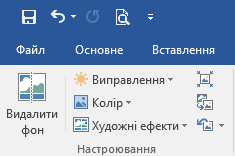 Файл Основне Вставлення
Видалити фон
Виправлення
Колір
Художні ефекти
Настроювання